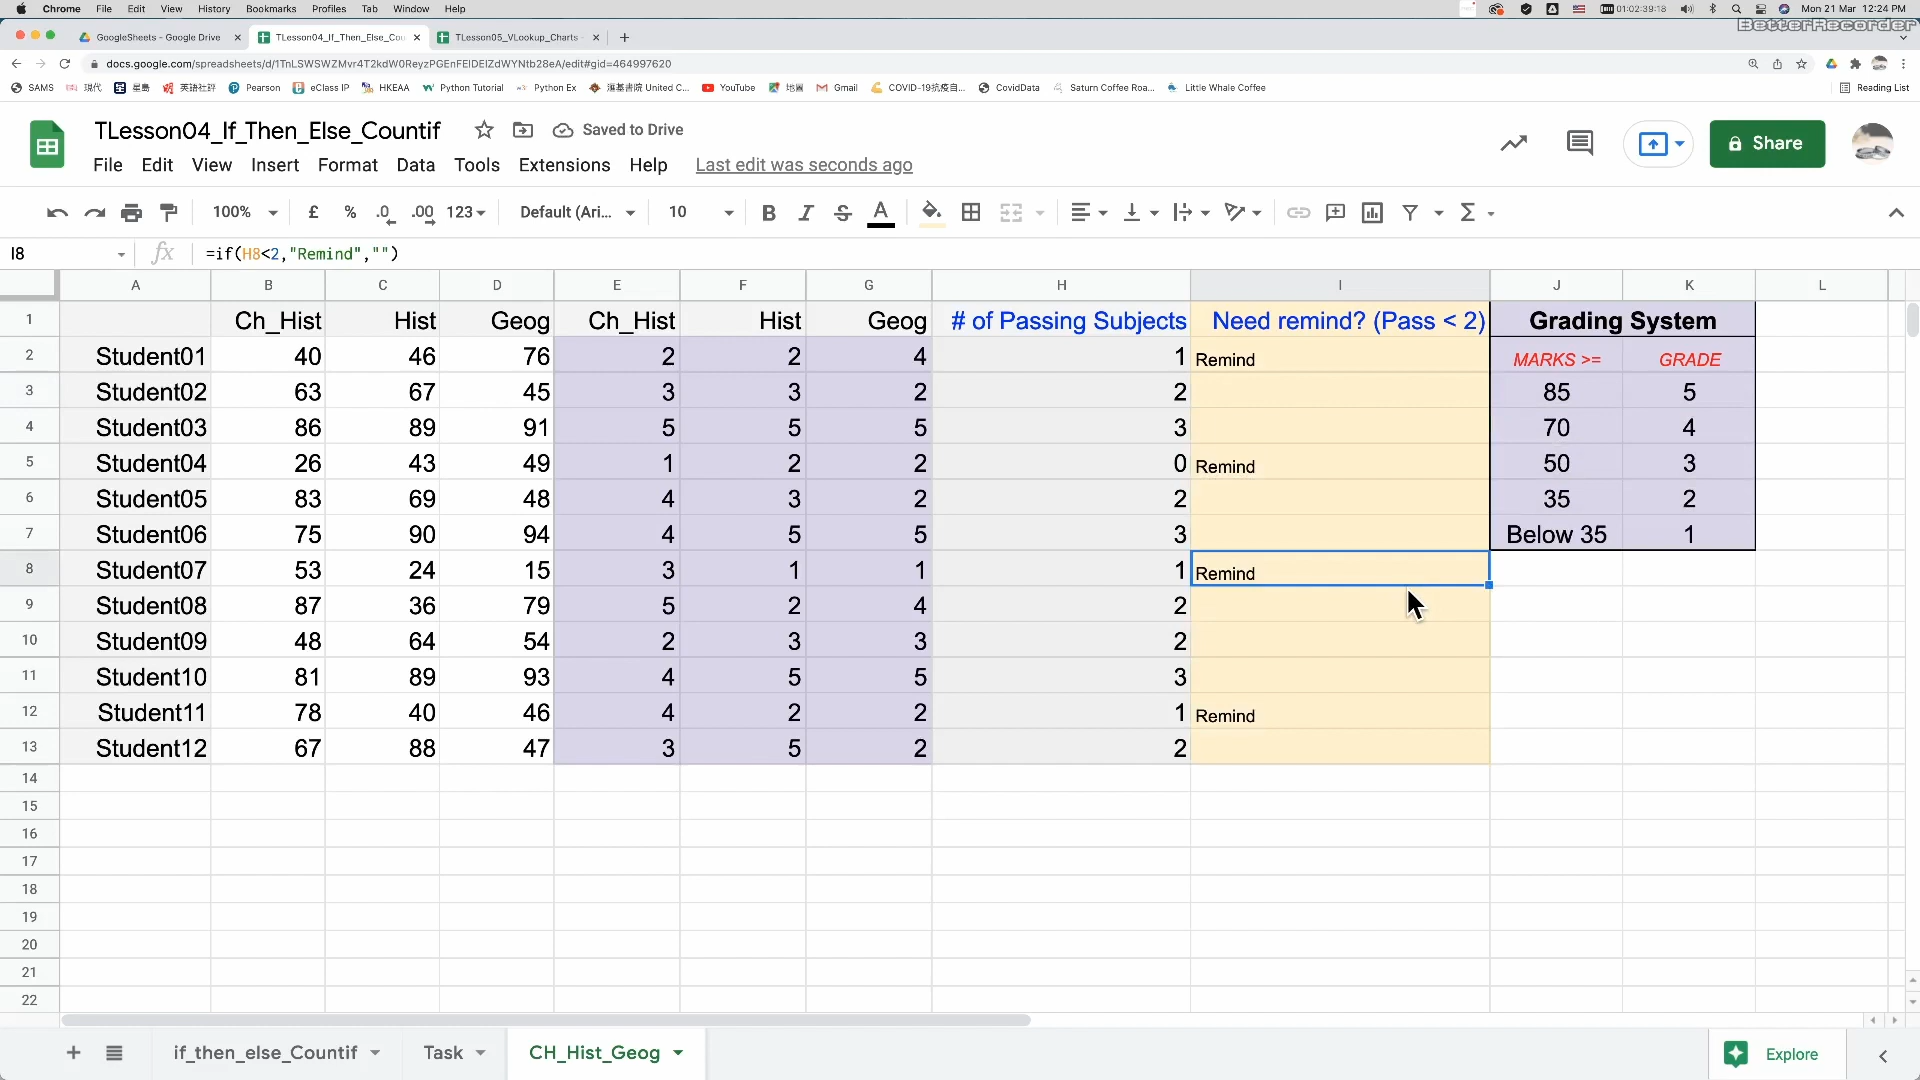 Chrome File Edit View History Bookmarks Profiles Tab Window Help 01:02:39:18 Mon 21 Mar 12:24 PM
BetterRecorder
GoogleSheets - Google Drive TLesson04_If_Then_Else_Cou TLesson05_VLookup_Charts
docs.google.com/spreadsheets/d/1TnLSWSWZMvr4T2kdW0ReyzPGEnFEIDEIZdWYNtb28eA/edit#gid=464997620
SAMS 現代 星島 英語社評 Pearson eClass IP HKEAA Python Tutorial Python Ex 滙基書院 United C... YouTube 地圖 Gmail COVID-19抗疫自... CovidData Saturn Coffee Roa... Little Whale Coffee Reading List
TLesson04_If_Then_Else_Countif Saved to Drive
Share
File Edit View Insert Format Data Tools Extensions Help Last edit was seconds ago
100% £ % .0 .00 123 Default (Ari... 10 B I S A Σ
I8 fx =if(H8<2,"Remind","")
A B C D E F G H I J K L
1 Ch_Hist Hist Geog Ch_Hist Hist Geog # of Passing Subjects Need remind? (Pass < 2) Grading System
2 Student01 40 46 76 2 2 4 1 Remind MARKS >= GRADE
3 Student02 63 67 45 3 3 2 2 85 5
4 Student03 86 89 91 5 5 5 3 70 4
5 Student04 26 43 49 1 2 2 0 Remind 50 3
6 Student05 83 69 48 4 3 2 2 35 2
7 Student06 75 90 94 4 5 5 3 Below 35 1
8 Student07 53 24 15 3 1 1 1 Remind
9 Student08 87 36 79 5 2 4 2
10 Student09 48 64 54 2 3 3 2
11 Student10 81 89 93 4 5 5 3
12 Student11 78 40 46 4 2 2 1 Remind
13 Student12 67 88 47 3 5 2 2
14
15
16
17
18
19
20
21
22
if_then_else_Countif Task CH_Hist_Geog Explore